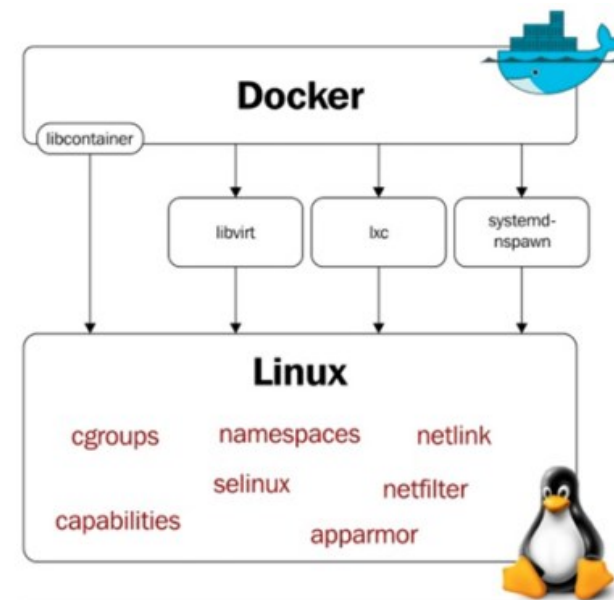 Docker
libcontainer
libvirt
lxc
systemd-
nspawn
Linux
cgroups
namespaces
netlink
selinux
netfilter
capabilities
apparmor